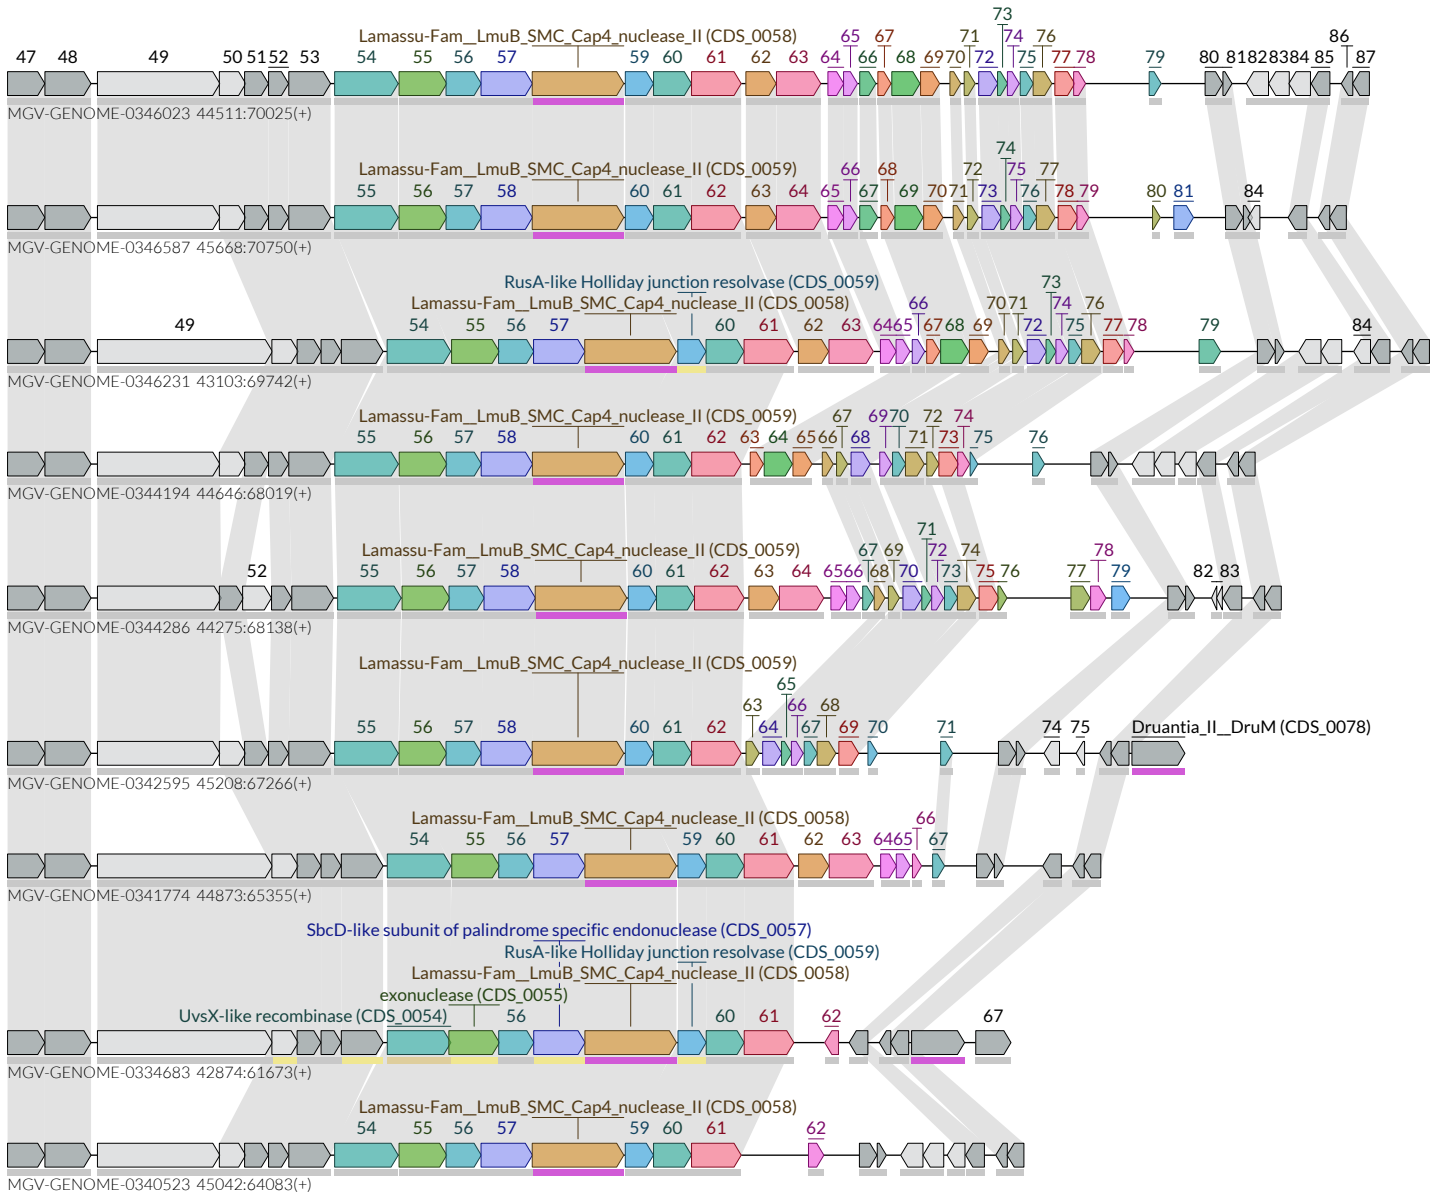 73
65 67 71 74 76
86
Lamassu-Fam__LmuB_SMC_Cap4_nuclease_II (CDS_0058)
47 48 49 50 51 52 53 54 55 56 57 59 60 61 62 63 64 66 68 69 70 72 75 77 78 79 80 81 82 83 84 85 87
MGV-GENOME-0346023 44511:70025(+)
74
Lamassu-Fam__LmuB_SMC_Cap4_nuclease_II (CDS_0059)
66 68 72 75 77
55 56 57 58 60 61 62 63 64 65 67 69 70 71 73 76 78 79 80 81 84
MGV-GENOME-0346587 45668:70750(+)
RusA-like Holliday junction resolvase (CDS_0059)
73
Lamassu-Fam__LmuB_SMC_Cap4_nuclease_II (CDS_0058)
66 70 71 74 76
49 54 55 56 57 60 61 62 63 64 65 67 68 69 72 75 77 78 79 84
MGV-GENOME-0346231 43103:69742(+)
Lamassu-Fam__LmuB_SMC_Cap4_nuclease_II (CDS_0059)
67 69 70 72 74
55 56 57 58 60 61 62 63 64 65 66 68 71 73 75 76
MGV-GENOME-0344194 44646:68019(+)
71
Lamassu-Fam__LmuB_SMC_Cap4_nuclease_II (CDS_0059)
67 69 72 74 78
52 55 56 57 58 60 61 62 63 64 65 66 68 70 73 75 76 77 79 82 83
MGV-GENOME-0344286 44275:68138(+)
Lamassu-Fam__LmuB_SMC_Cap4_nuclease_II (CDS_0059)
65
63 66 68
55 56 57 58 60 61 62 64 67 69 70 71 74 75 Druantia_II__DruM (CDS_0078)
MGV-GENOME-0342595 45208:67266(+)
Lamassu-Fam__LmuB_SMC_Cap4_nuclease_II (CDS_0058)
66
54 55 56 57 59 60 61 62 63 64 65 67
MGV-GENOME-0341774 44873:65355(+)
SbcD-like subunit of palindrome specific endonuclease (CDS_0057)
RusA-like Holliday junction resolvase (CDS_0059)
Lamassu-Fam__LmuB_SMC_Cap4_nuclease_II (CDS_0058)
exonuclease (CDS_0055)
UvsX-like recombinase (CDS_0054) 56 60 61 62 67
MGV-GENOME-0334683 42874:61673(+)
Lamassu-Fam__LmuB_SMC_Cap4_nuclease_II (CDS_0058)
54 55 56 57 59 60 61 62
MGV-GENOME-0340523 45042:64083(+)